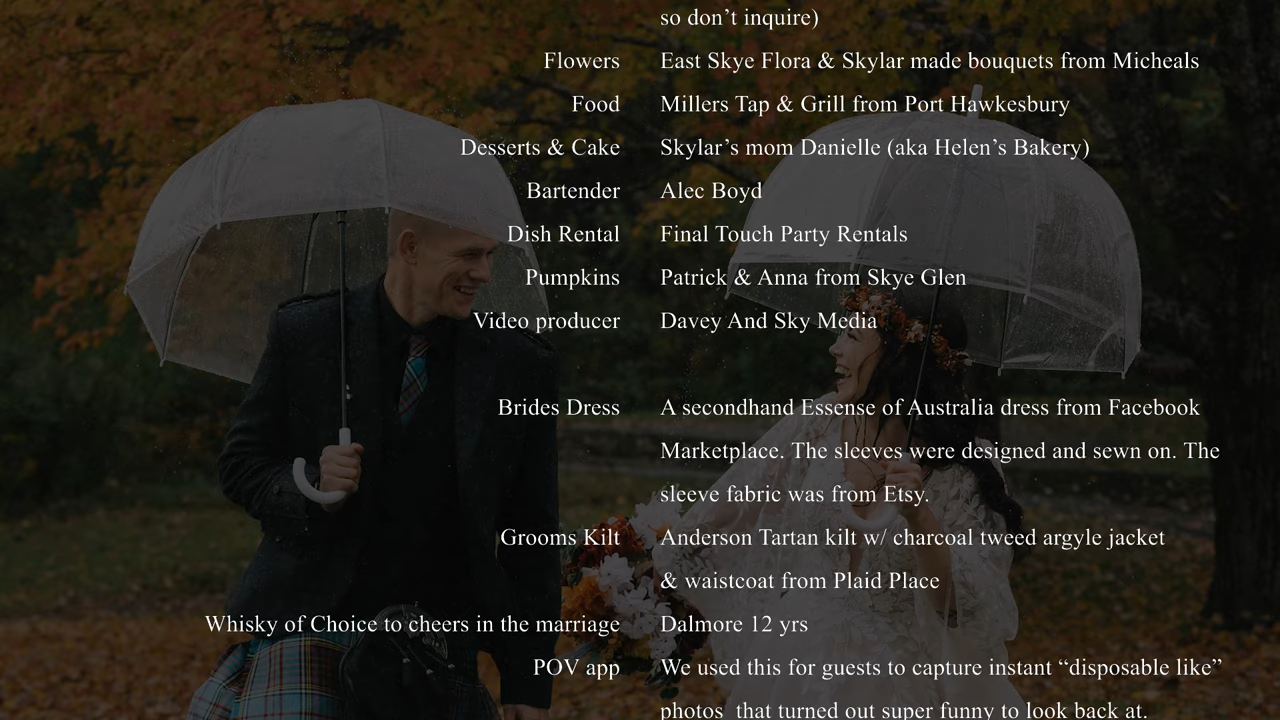 so don’t inquire)
Flowers East Skye Flora & Skylar made bouquets from Micheals
Food Millers Tap & Grill from Port Hawkesbury
Desserts & Cake Skylar’s mom Danielle (aka Helen’s Bakery)
Bartender Alec Boyd
Dish Rental Final Touch Party Rentals
Pumpkins Patrick & Anna from Skye Glen
Video producer Davey And Sky Media
Brides Dress A secondhand Essense of Australia dress from Facebook
Marketplace. The sleeves were designed and sewn on. The
sleeve fabric was from Etsy.
Grooms Kilt Anderson Tartan kilt w/ charcoal tweed argyle jacket
& waistcoat from Plaid Place
Whisky of Choice to cheers in the marriage Dalmore 12 yrs
POV app We used this for guests to capture instant “disposable like”
photos that turned out super funny to look back at.